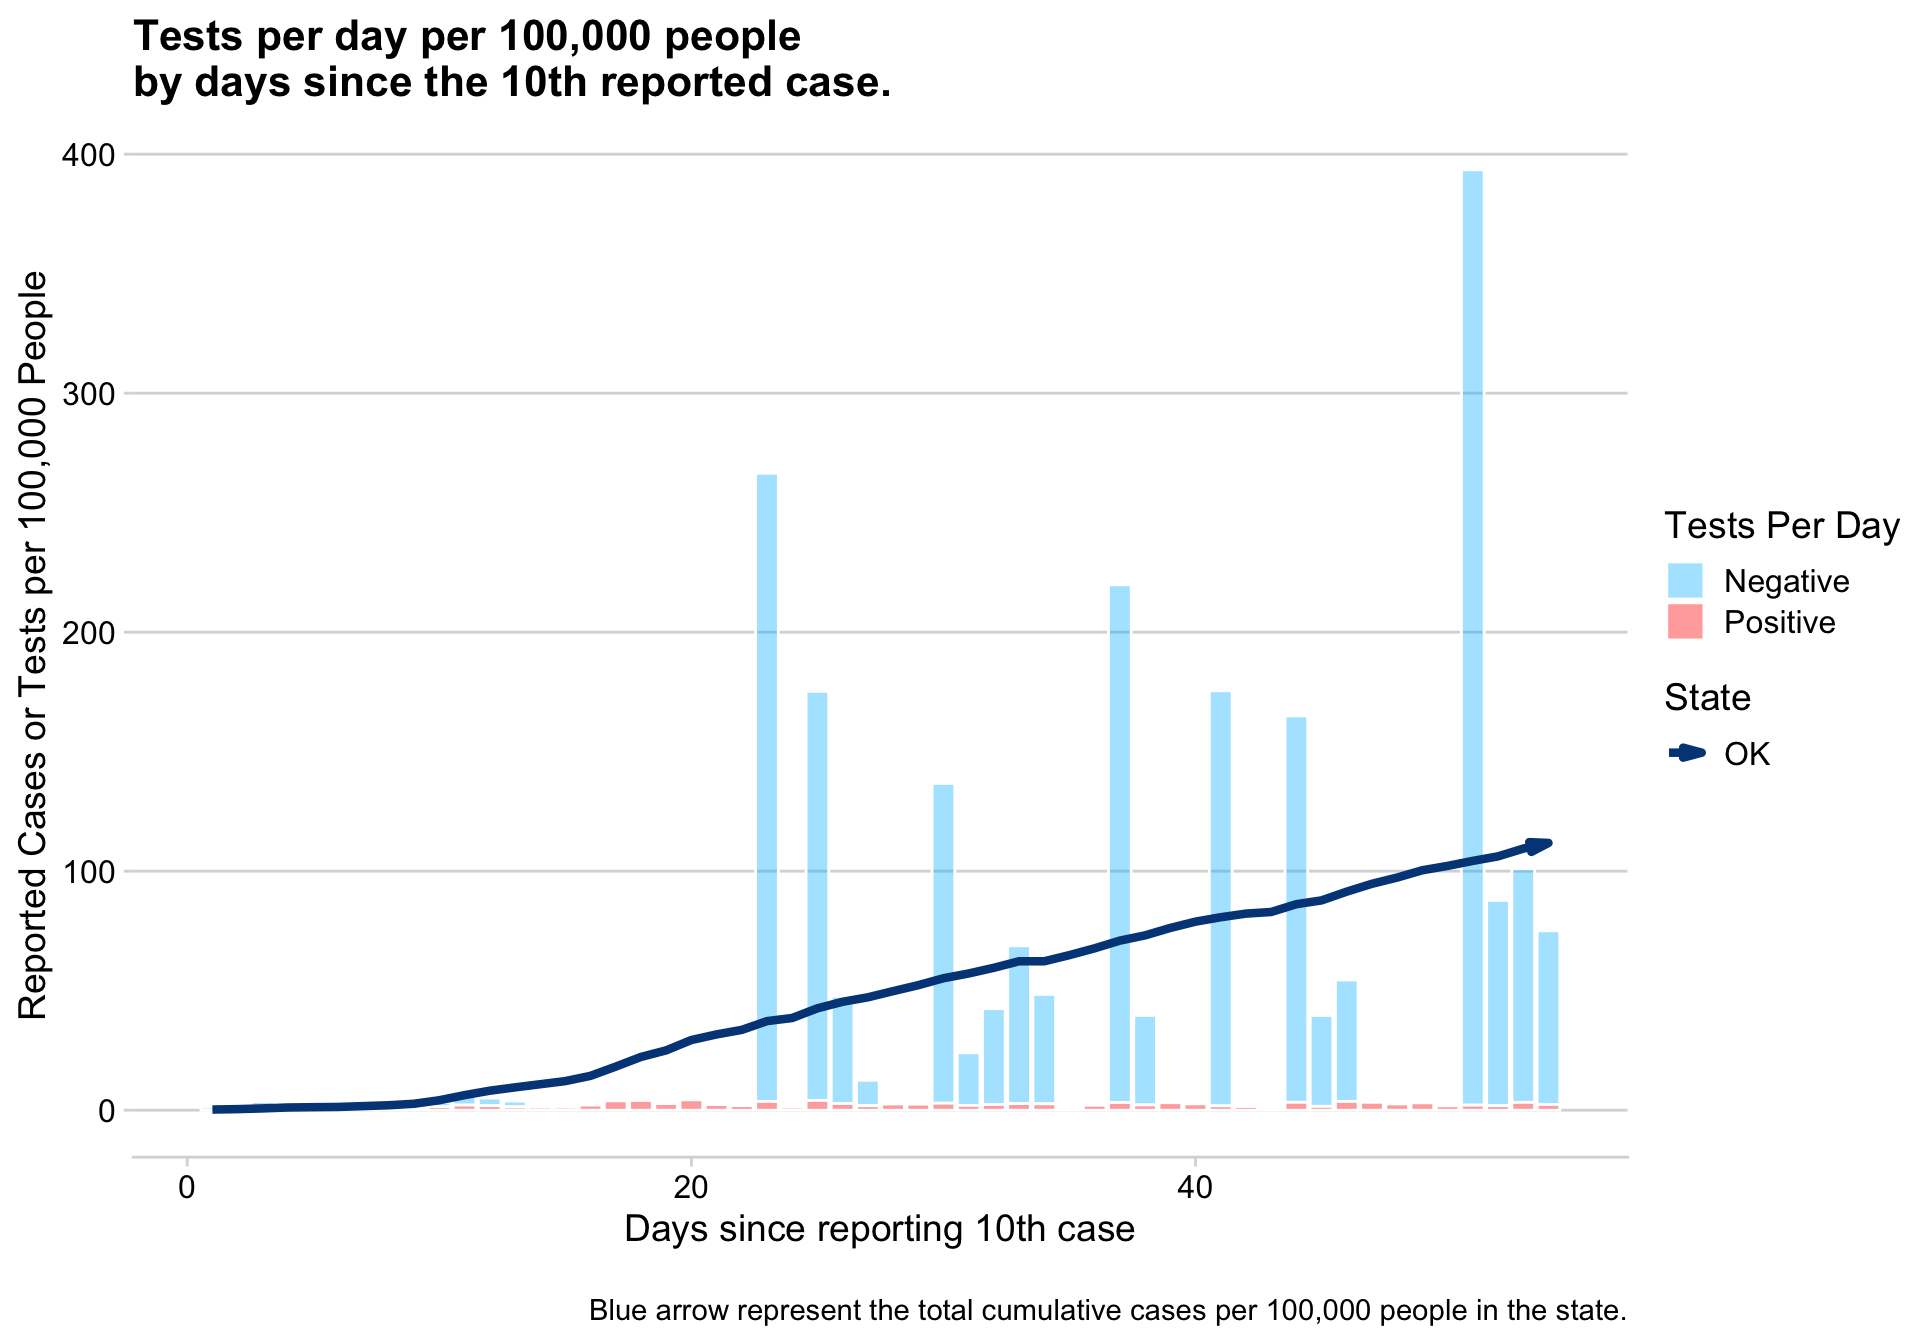 Tests per day per 100,000 people
by days since the 10th reported case.
Reported Cases or Tests per 100,000 People
400
300
200
100
0
0
20
40
Days since reporting 10th case
Tests Per Day
Negative
Positive
State
OK
Blue arrow represent the total cumulative cases per 100,000 people in the state.